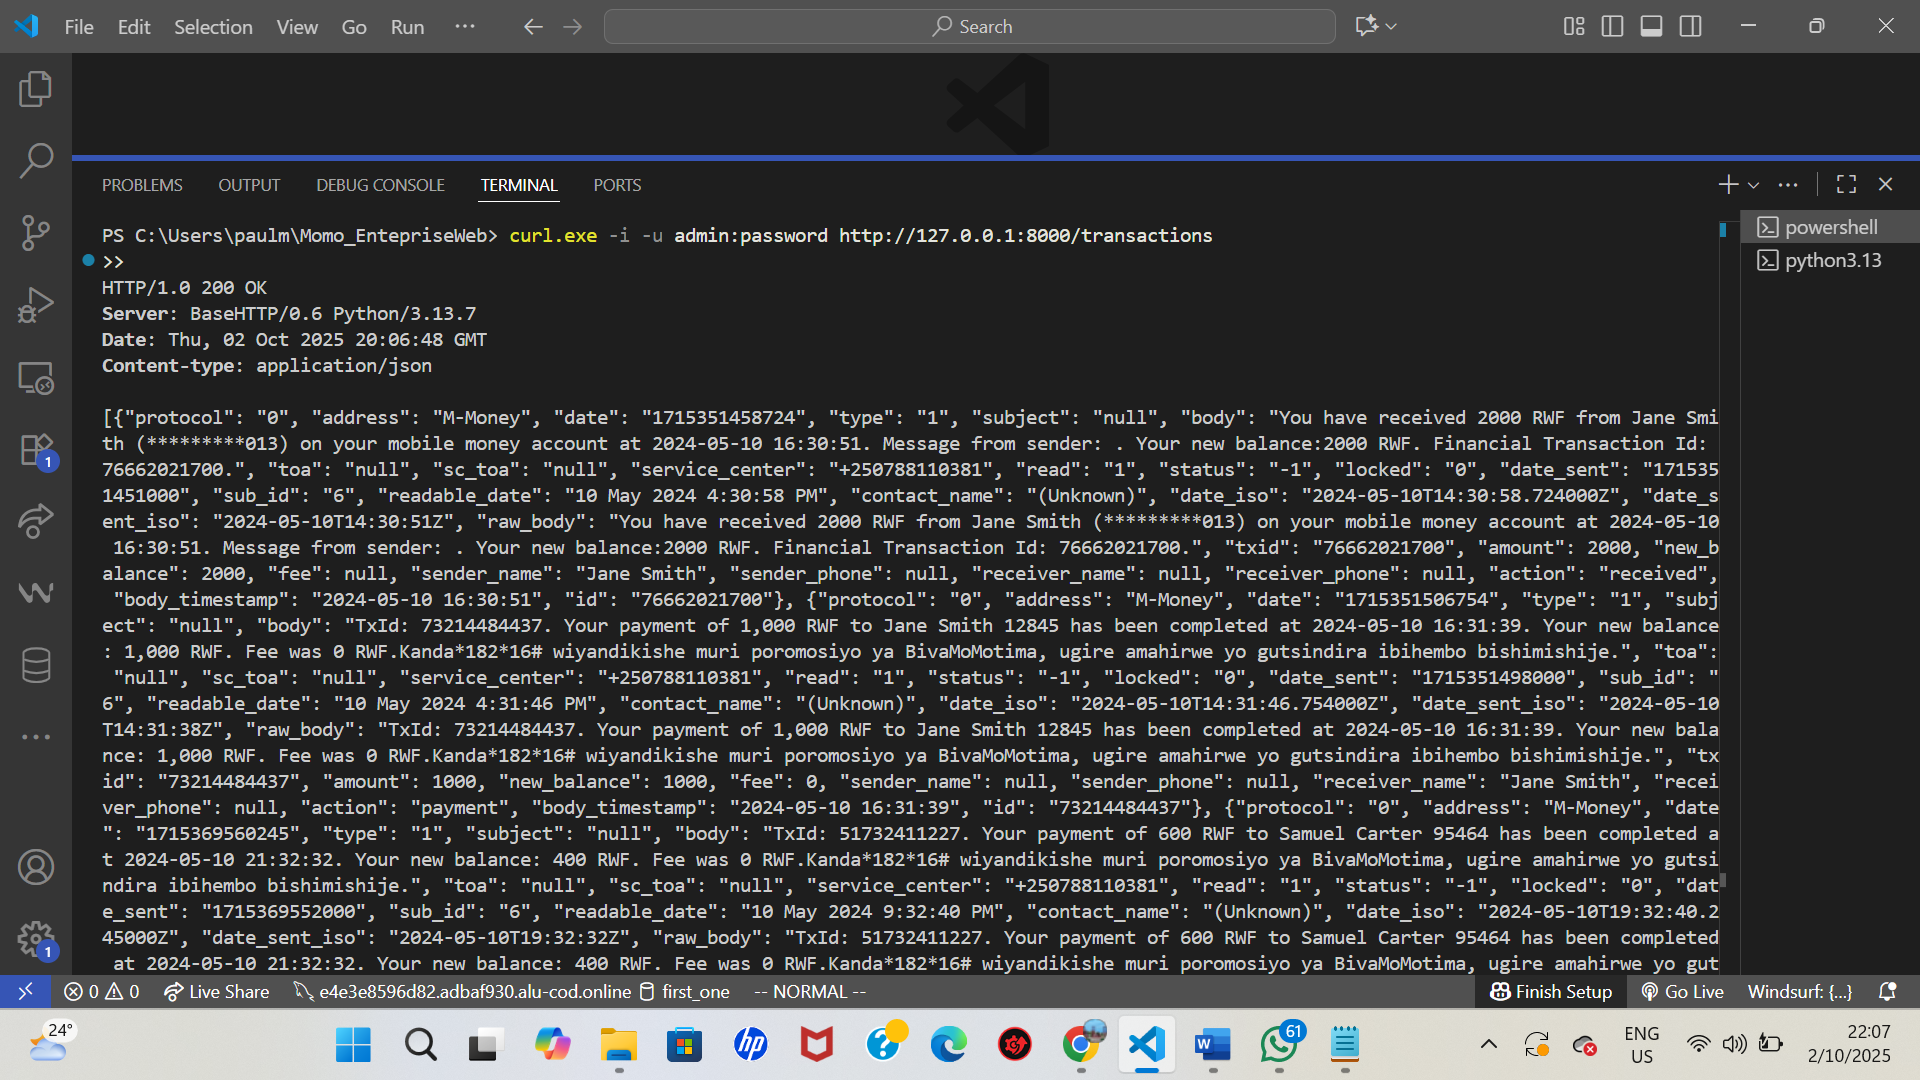 File Edit Selection View Go Run ··· Search
PROBLEMS OUTPUT DEBUG CONSOLE TERMINAL PORTS
powershell
python3.13
PS C:\Users\paulm\Momo_EntepriseWeb> curl.exe -i -u admin:password http://127.0.0.1:8000/transactions
>>
HTTP/1.0 200 OK
Server: BaseHTTP/0.6 Python/3.13.7
Date: Thu, 02 Oct 2025 20:06:48 GMT
Content-type: application/json
[{"protocol": "0", "address": "M-Money", "date": "1715351458724", "type": "1", "subject": "null", "body": "You have received 2000 RWF from Jane Smi
th (*********013) on your mobile money account at 2024-05-10 16:30:51. Message from sender: . Your new balance:2000 RWF. Financial Transaction Id:
76662021700.", "toa": "null", "sc_toa": "null", "service_center": "+250788110381", "read": "1", "status": "-1", "locked": "0", "date_sent": "171535
1451000", "sub_id": "6", "readable_date": "10 May 2024 4:30:58 PM", "contact_name": "(Unknown)", "date_iso": "2024-05-10T14:30:58.724000Z", "date_s
ent_iso": "2024-05-10T14:30:51Z", "raw_body": "You have received 2000 RWF from Jane Smith (*********013) on your mobile money account at 2024-05-10
16:30:51. Message from sender: . Your new balance:2000 RWF. Financial Transaction Id: 76662021700.", "txid": "76662021700", "amount": 2000, "new_b
alance": 2000, "fee": null, "sender_name": "Jane Smith", "sender_phone": null, "receiver_name": null, "receiver_phone": null, "action": "received",
"body_timestamp": "2024-05-10 16:30:51", "id": "76662021700"}, {"protocol": "0", "address": "M-Money", "date": "1715351506754", "type": "1", "subj
ect": "null", "body": "TxId: 73214484437. Your payment of 1,000 RWF to Jane Smith 12845 has been completed at 2024-05-10 16:31:39. Your new balance
: 1,000 RWF. Fee was 0 RWF.Kanda*182*16# wiyandikishe muri poromosiyo ya BivaMoMotima, ugire amahirwe yo gutsindira ibihembo bishimishije.", "toa":
"null", "sc_toa": "null", "service_center": "+250788110381", "read": "1", "status": "-1", "locked": "0", "date_sent": "1715351498000", "sub_id": "
6", "readable_date": "10 May 2024 4:31:46 PM", "contact_name": "(Unknown)", "date_iso": "2024-05-10T14:31:46.754000Z", "date_sent_iso": "2024-05-10
T14:31:38Z", "raw_body": "TxId: 73214484437. Your payment of 1,000 RWF to Jane Smith 12845 has been completed at 2024-05-10 16:31:39. Your new bala
nce: 1,000 RWF. Fee was 0 RWF.Kanda*182*16# wiyandikishe muri poromosiyo ya BivaMoMotima, ugire amahirwe yo gutsindira ibihembo bishimishije.", "tx
id": "73214484437", "amount": 1000, "new_balance": 1000, "fee": 0, "sender_name": null, "sender_phone": null, "receiver_name": "Jane Smith", "recei
ver_phone": null, "action": "payment", "body_timestamp": "2024-05-10 16:31:39", "id": "73214484437"}, {"protocol": "0", "address": "M-Money", "date
": "1715369560245", "type": "1", "subject": "null", "body": "TxId: 51732411227. Your payment of 600 RWF to Samuel Carter 95464 has been completed a
t 2024-05-10 21:32:32. Your new balance: 400 RWF. Fee was 0 RWF.Kanda*182*16# wiyandikishe muri poromosiyo ya BivaMoMotima, ugire amahirwe yo gutsi
ndira ibihembo bishimishije.", "toa": "null", "sc_toa": "null", "service_center": "+250788110381", "read": "1", "status": "-1", "locked": "0", "dat
e_sent": "1715369552000", "sub_id": "6", "readable_date": "10 May 2024 9:32:40 PM", "contact_name": "(Unknown)", "date_iso": "2024-05-10T19:32:40.2
45000Z", "date_sent_iso": "2024-05-10T19:32:32Z", "raw_body": "TxId: 51732411227. Your payment of 600 RWF to Samuel Carter 95464 has been completed
at 2024-05-10 21:32:32. Your new balance: 400 RWF. Fee was 0 RWF.Kanda*182*16# wiyandikishe muri poromosiyo ya BivaMoMotima, ugire amahirwe yo gut
1
1
0 0 Live Share e4e3e8596d82.adbaf930.alu-cod.online first_one -- NORMAL -- Finish Setup Go Live Windsurf: {...}
24° hp ? W 61 ENG 22:07
US 2/10/2025